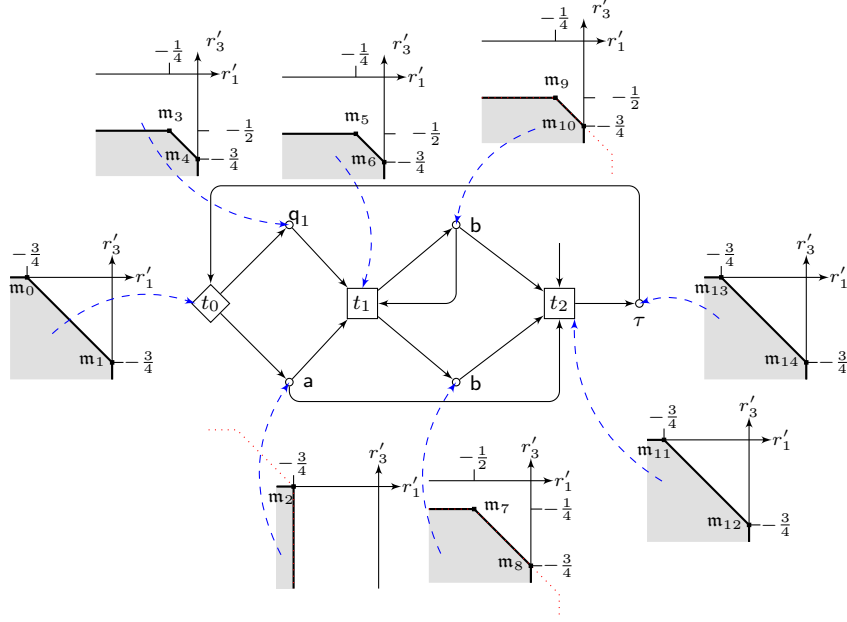 r′₃
−1/4
r′₁
𝔪₃
−1/2
𝔪₄
−3/4
r′₃
−1/4
r′₁
𝔪₅
−1/2
𝔪₆
−3/4
r′₃
−1/4
r′₁
𝔪₉
−1/2
𝔪₁₀
−3/4
r′₃
−3/4
r′₁
𝔪₀
𝔪₁
−3/4
q₁
b
t₀
t₁
t₂
τ
a
b
r′₃
−3/4
r′₁
𝔪₁₃
𝔪₁₄
−3/4
r′₃
−3/4
r′₁
𝔪₂
r′₃
−1/2
r′₁
𝔪₇
−1/4
𝔪₈
−3/4
r′₃
−3/4
r′₁
𝔪₁₁
𝔪₁₂
−3/4